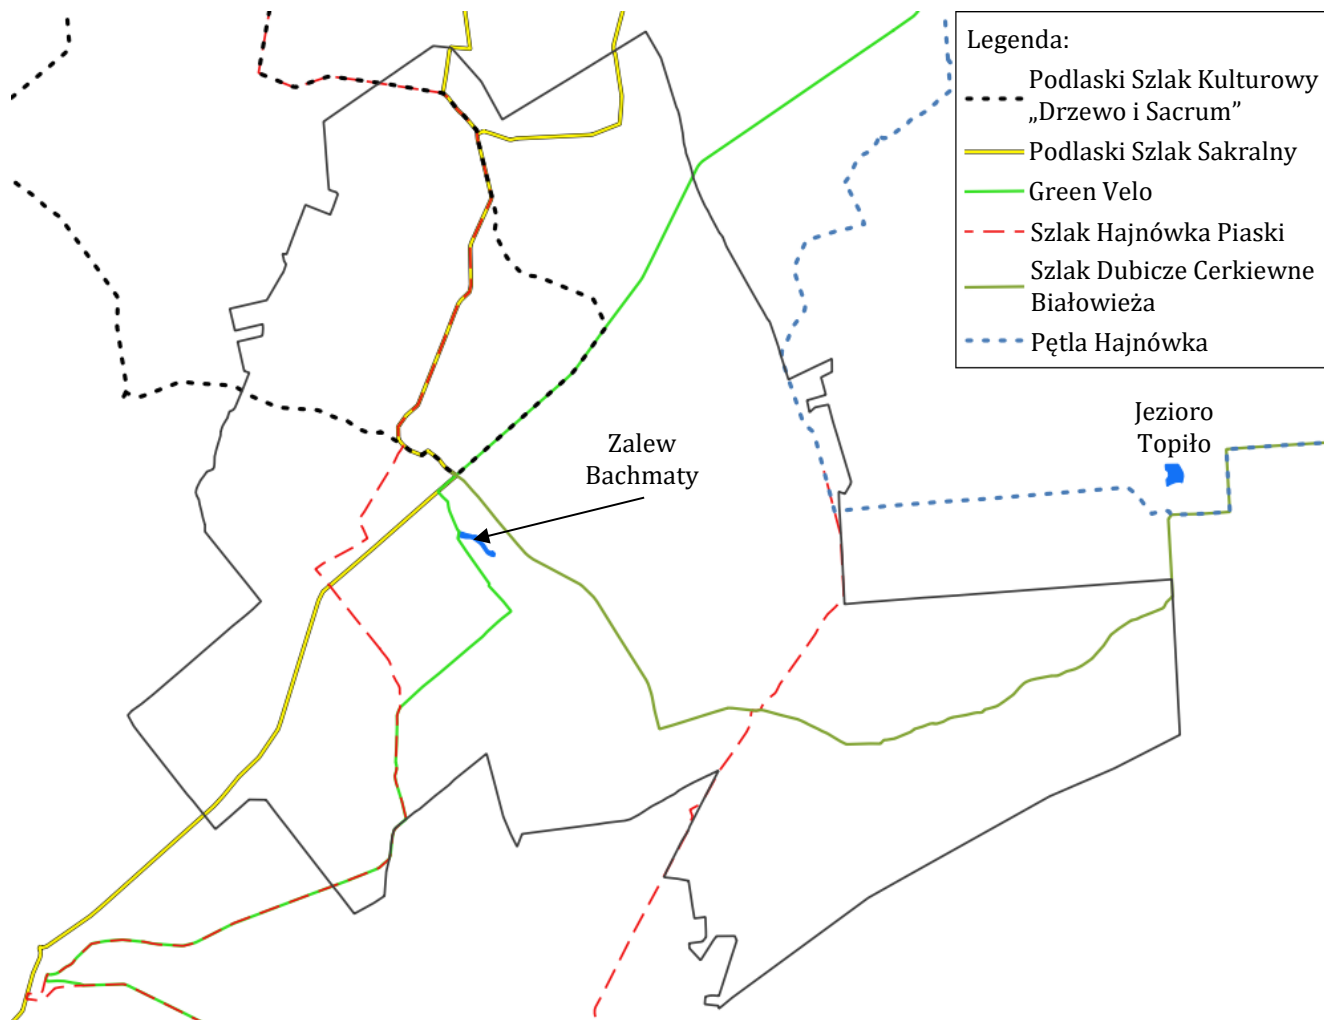 Legenda:
Podlaski Szlak Kulturowy
„Drzewo i Sacrum”
Podlaski Szlak Sakralny
Green Velo
Szlak Hajnówka Piaski
Szlak Dubicze Cerkiewne
Białowieża
Pętla Hajnówka
Jezioro
Topiło
Zalew
Bachmaty